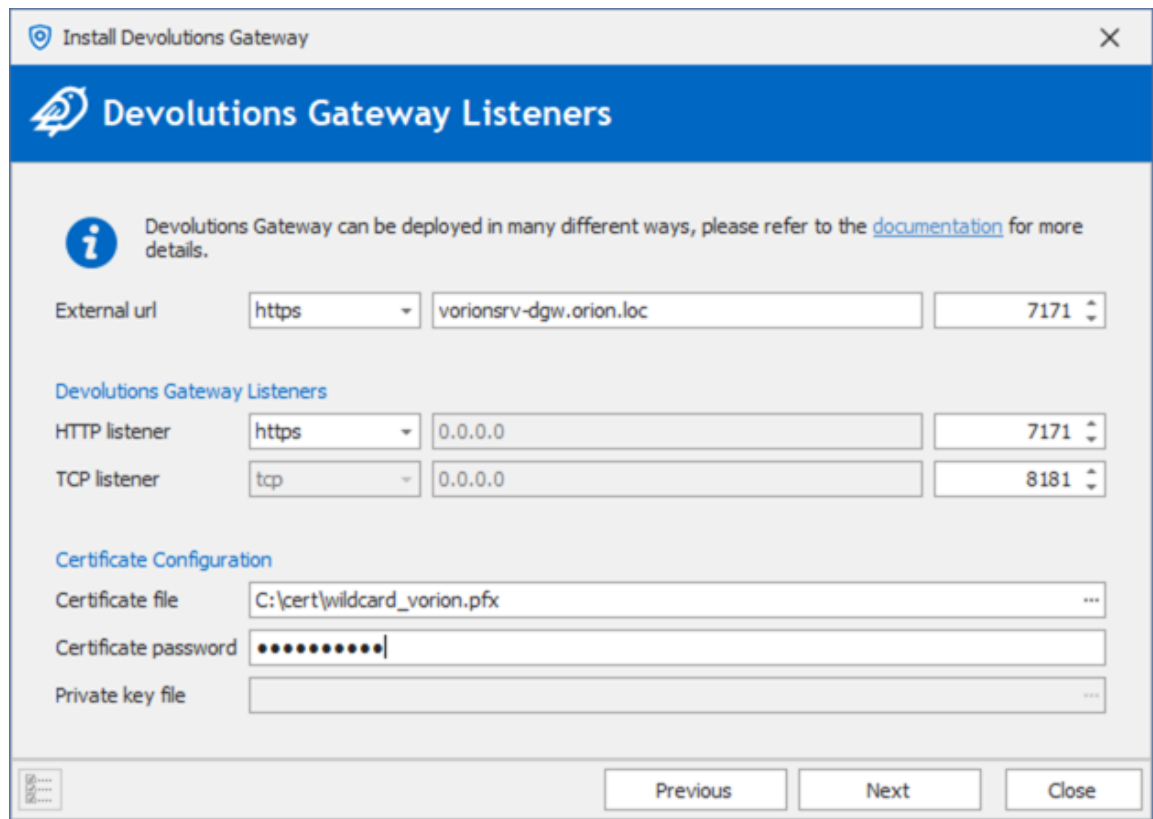 Install Devolutions Gateway
Devolutions Gateway Listeners
Devolutions Gateway can be deployed in many different ways, please refer to the documentation for more
details.
External url https vorionsrv-dgw.orion.loc 7171
Devolutions Gateway Listeners
HTTP listener https 0.0.0.0 7171
TCP listener tcp 0.0.0.0 8181
Certificate Configuration
Certificate file C:\cert\wildcard_vorion.pfx ...
Certificate password ●●●●●●●●●●
Private key file ...
Previous Next Close